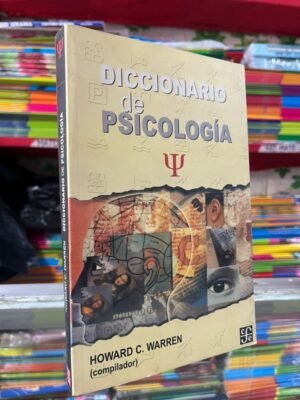 DICCIONARIO
de
PSICOLOGÍA
Ψ
HOWARD C. WARREN
(compilador)
Ψ
DICCIONARIO DE PSICOLOGÍA
HOWARD C. WARREN